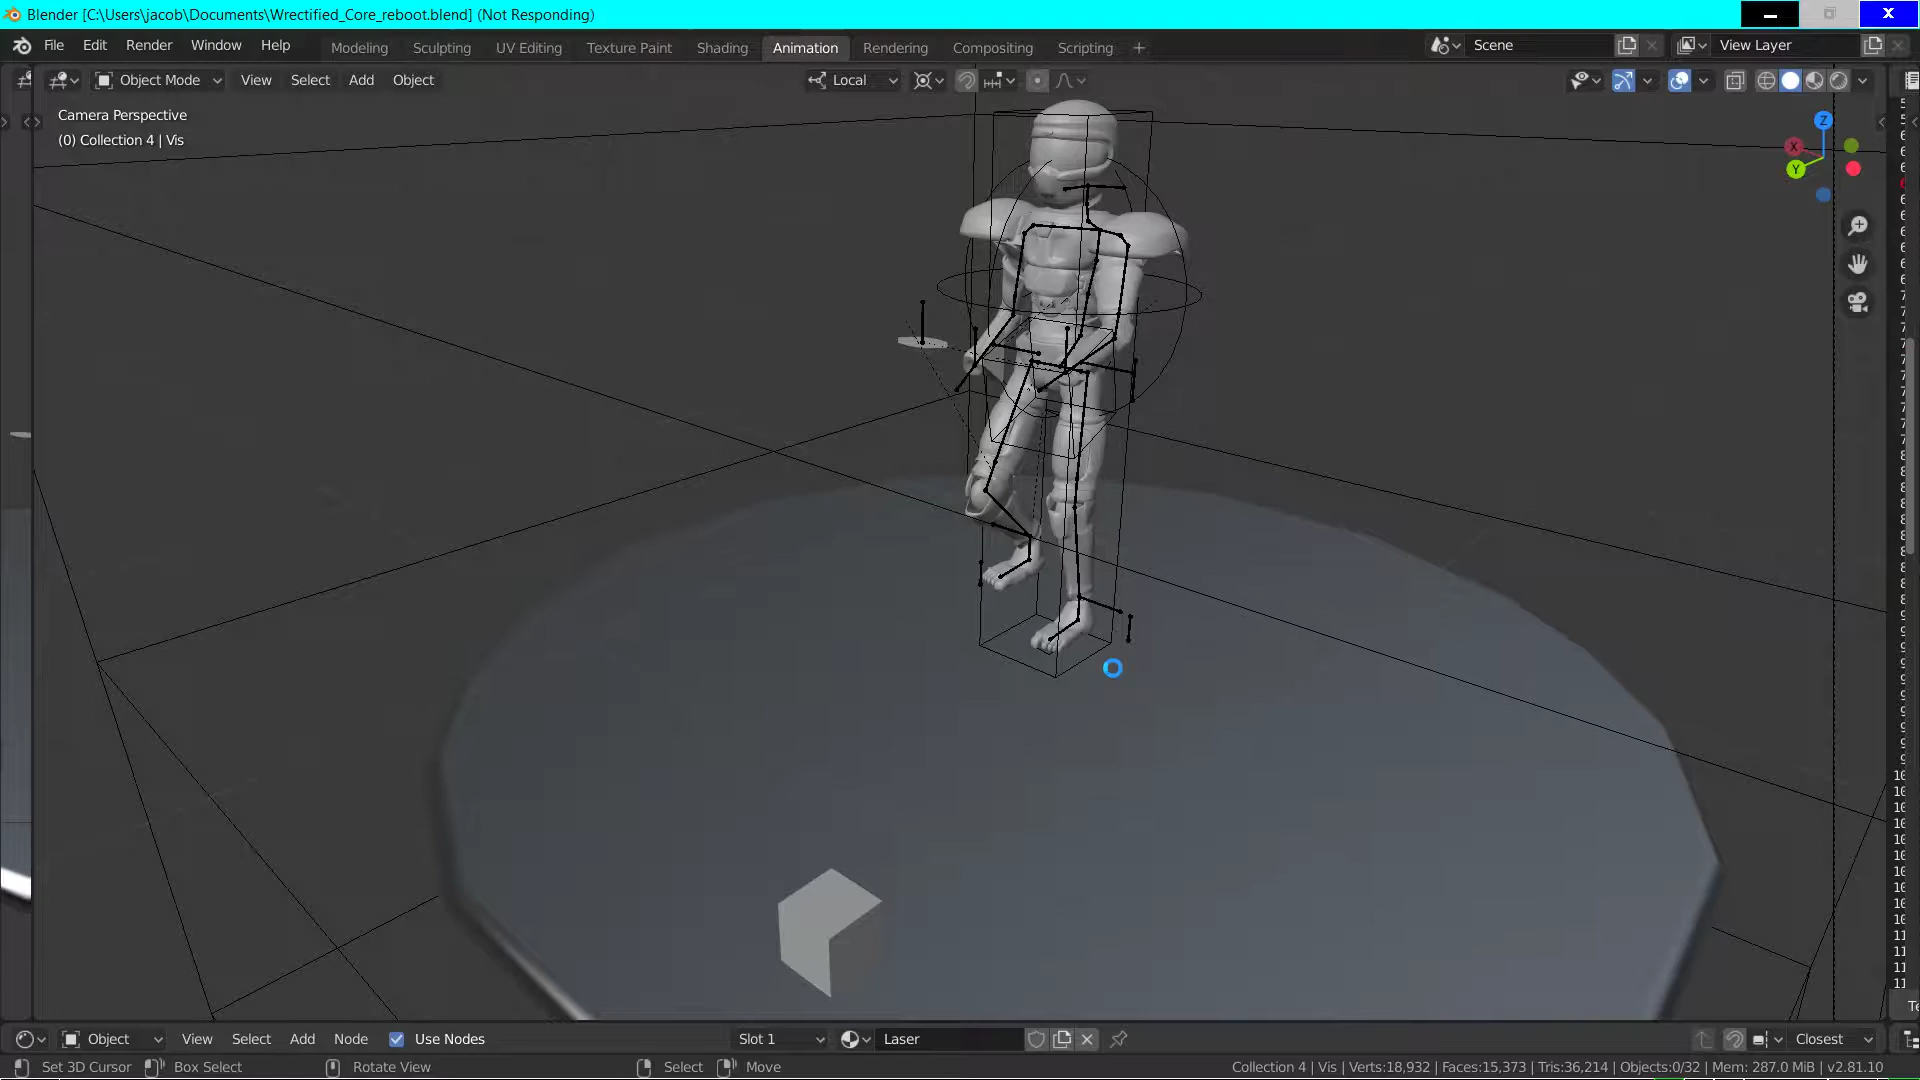 Blender [C:\Users\jacob\Documents\Wrectified_Core_reboot.blend] (Not Responding)
File Edit Render Window Help
Modeling Sculpting UV Editing Texture Paint Shading Animation Rendering Compositing Scripting +
Scene
View Layer
Object Mode View Select Add Object
Local
Camera Perspective
(0) Collection 4 | Vis
Z
X
Y
Object View Select Add Node Use Nodes
Slot 1
Laser
Closest
Set 3D Cursor Box Select Rotate View Select Move
Collection 4 | Vis | Verts:18,932 | Faces:15,373 | Tris:36,214 | Objects:0/32 | Mem: 287.0 MiB | v2.81.10